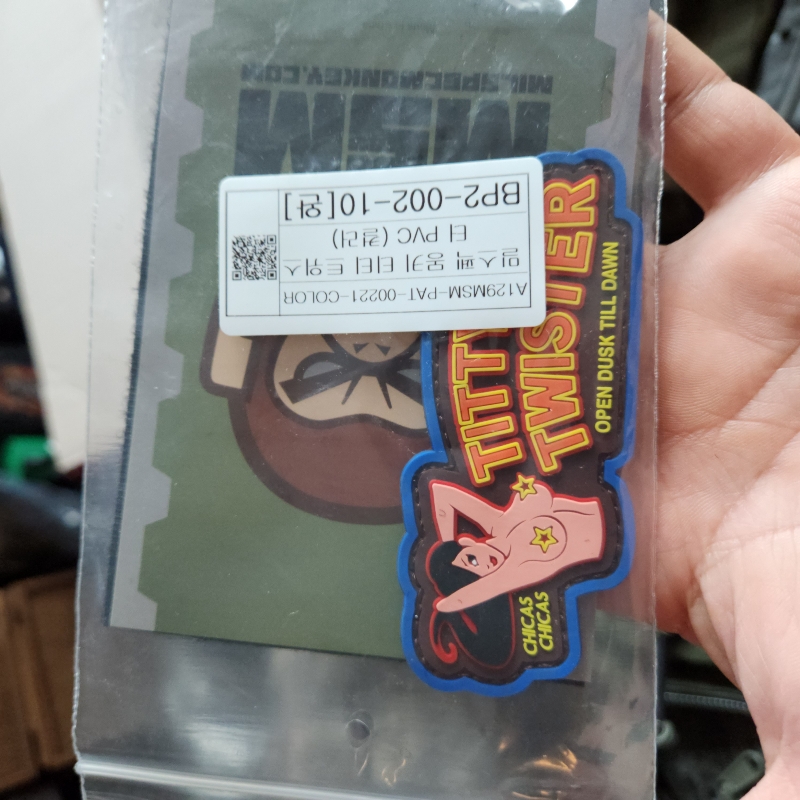 MILSPECMONKEY.COM
MSM
A129MSM-PAT-00221-COLOR
밀스펙 몽키 티티 트위스
터 PVC (컬러)
BP2-002-10[완]
TITTY
TWISTER
OPEN DUSK TILL DAWN
CHICAS
CHICAS